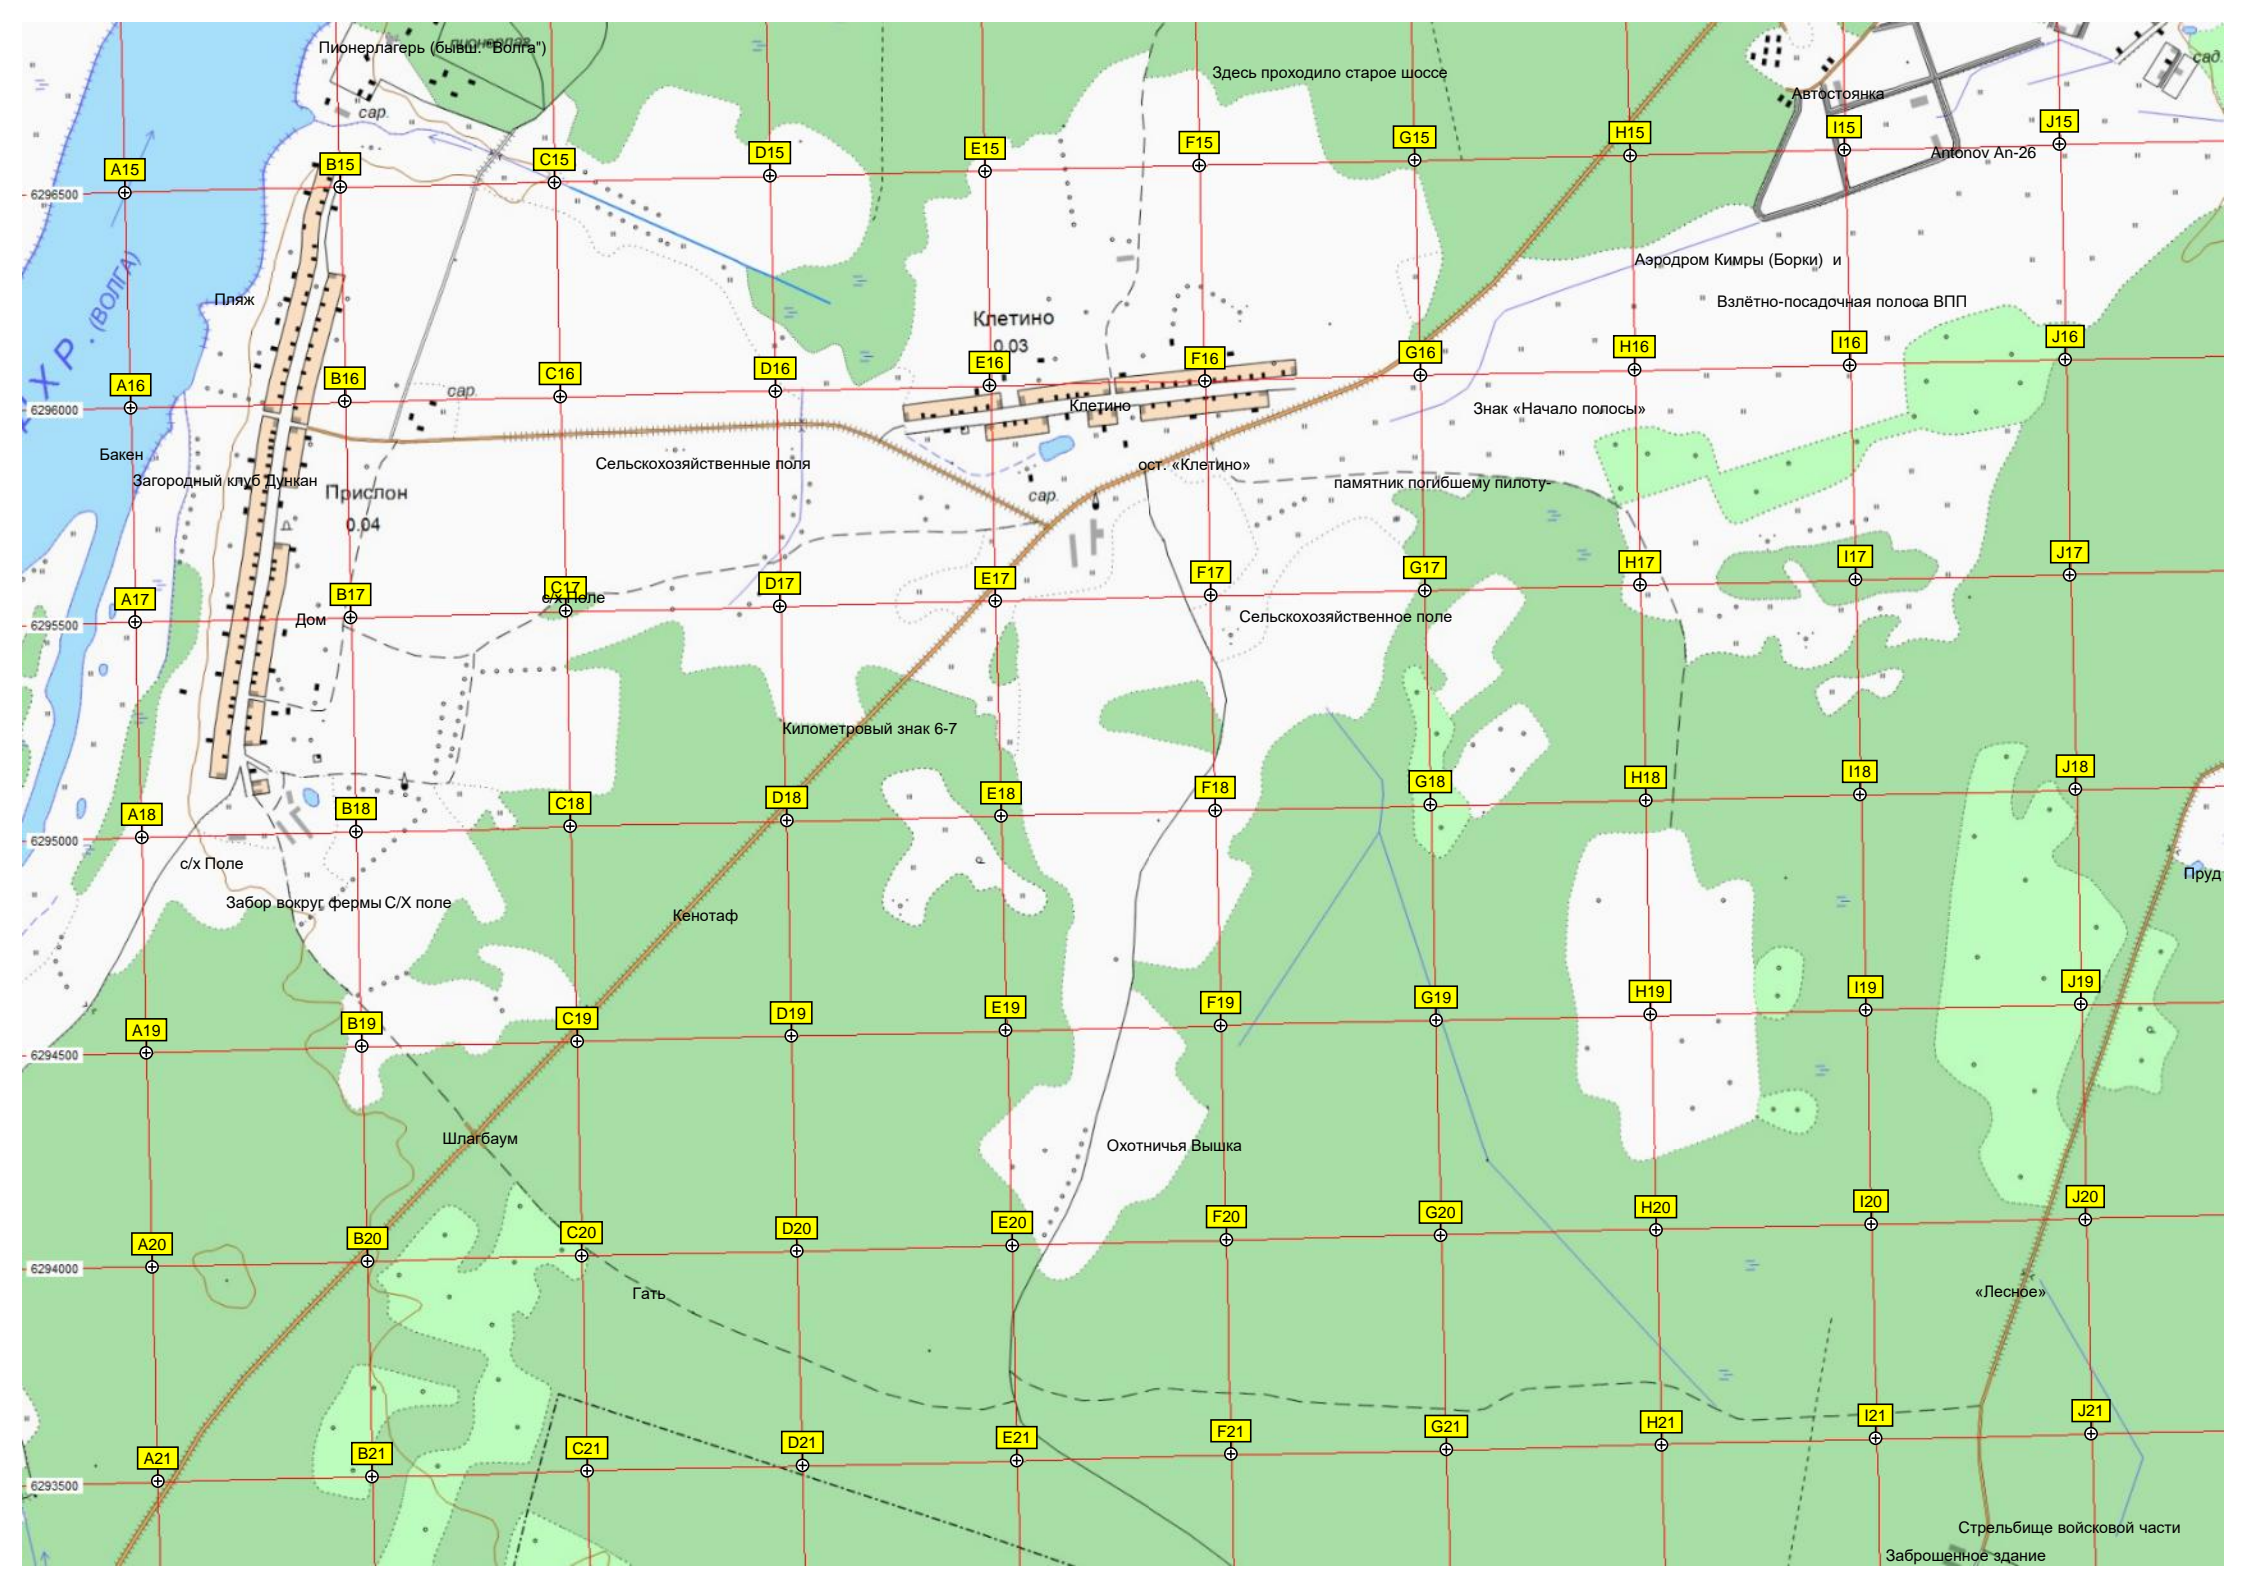 Пионерлагерь (бывш. "Волга")
сар.
Здесь проходило старое шоссе
Автостоянка
сад.
A15
B15
C15
D15
E15
F15
G15
H15
I15
J15
Antonov An-26
6296500
Пляж
Аэродром Кимры (Борки) и
Взлётно-посадочная полоса ВПП
ХР. (ВОЛГА)
Клетино
0.03
A16
B16
C16
D16
E16
F16
G16
H16
I16
J16
6296000
сар.
Клетино
Знак «Начало полосы»
Бакен
Сельскохозяйственные поля
ост. «Клетино»
Загородный клуб Дункан
Прислон
0.04
сар.
памятник погибшему пилоту-
A17
B17
C17
D17
E17
F17
G17
H17
I17
J17
с/х Поле
6295500
Дом
Сельскохозяйственное поле
Километровый знак 6-7
A18
B18
C18
D18
E18
F18
G18
H18
I18
J18
6295000
с/х Поле
Пруд
Забор вокруг фермы С/Х поле
Кенотаф
A19
B19
C19
D19
E19
F19
G19
H19
I19
J19
6294500
Шлагбаум
Охотничья Вышка
A20
B20
C20
D20
E20
F20
G20
H20
I20
J20
6294000
Гать
«Лесное»
A21
B21
C21
D21
E21
F21
G21
H21
I21
J21
6293500
Стрельбище войсковой части
Заброшенное здание